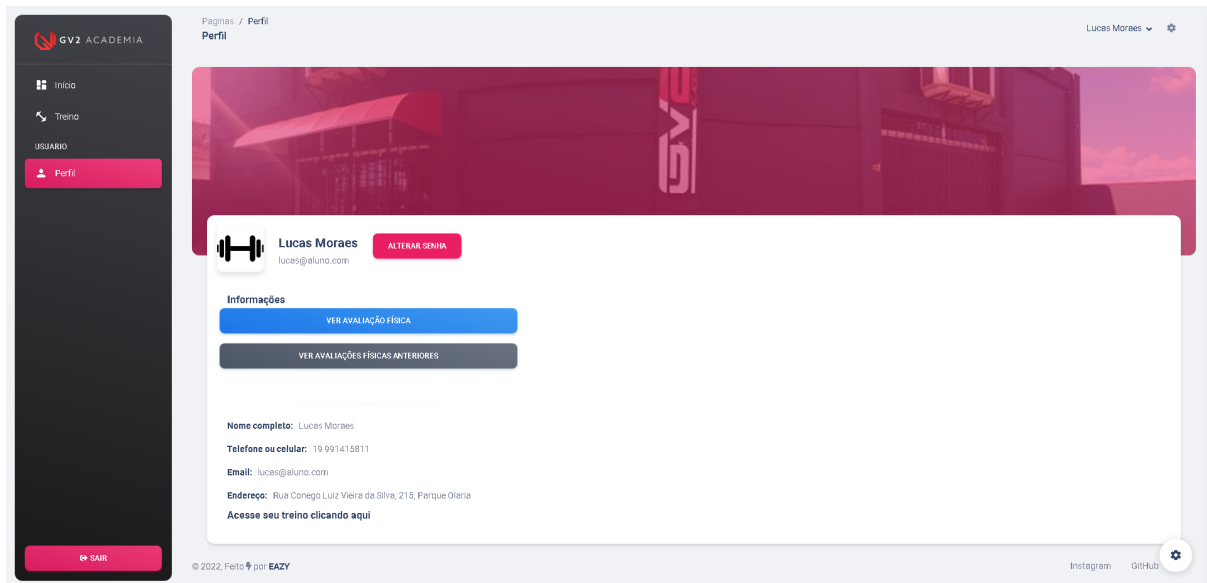 GV2 ACADEMIA
Início
Treino
USUARIO
Perfil
SAIR
Paginas / Perfil
Perfil
Lucas Moraes
GV2
Lucas Moraes
lucas@aluno.com
ALTERAR SENHA
Informações
VER AVALIAÇÃO FÍSICA
VER AVALIAÇÕES FÍSICAS ANTERIORES
Nome completo: Lucas Moraes
Telefone ou celular: 19 991415811
Email: lucas@aluno.com
Endereço: Rua Conego Luiz Vieira da Silva, 215, Parque Olaria
Acesse seu treino clicando aqui
© 2022, Feito por EAZY
Instagram GitHub